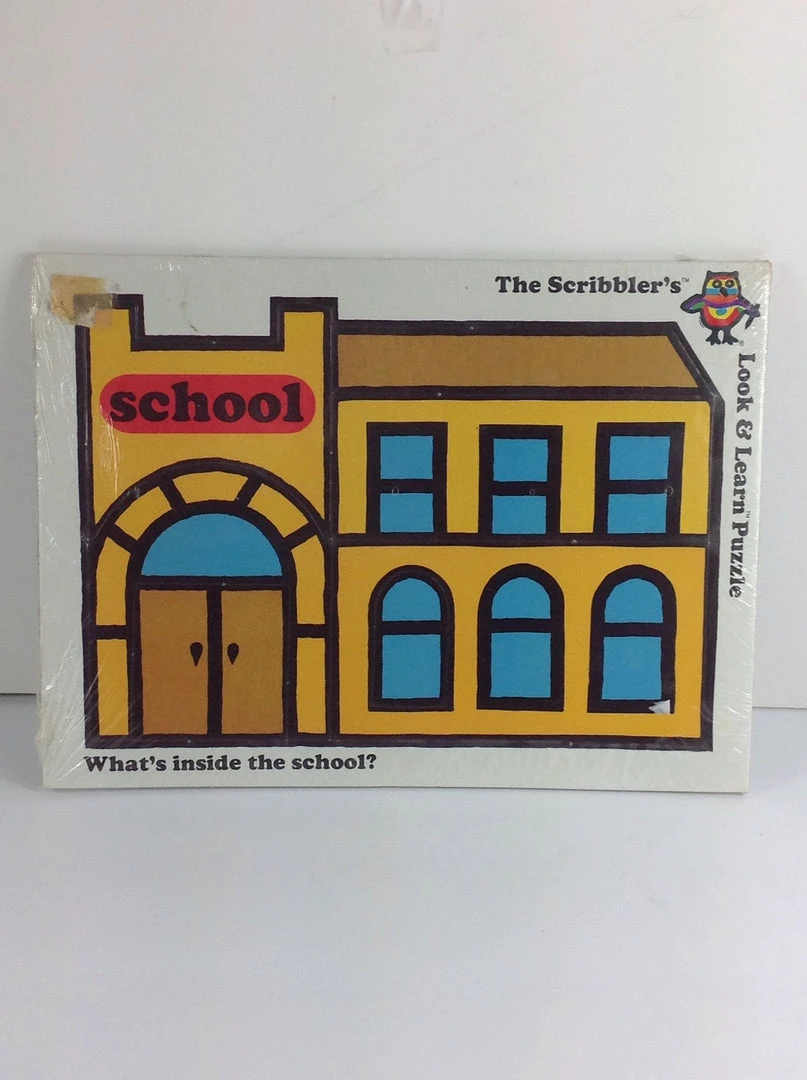 The Scribbler's™
Look & Learn™ Puzzle
school
What's inside the school?